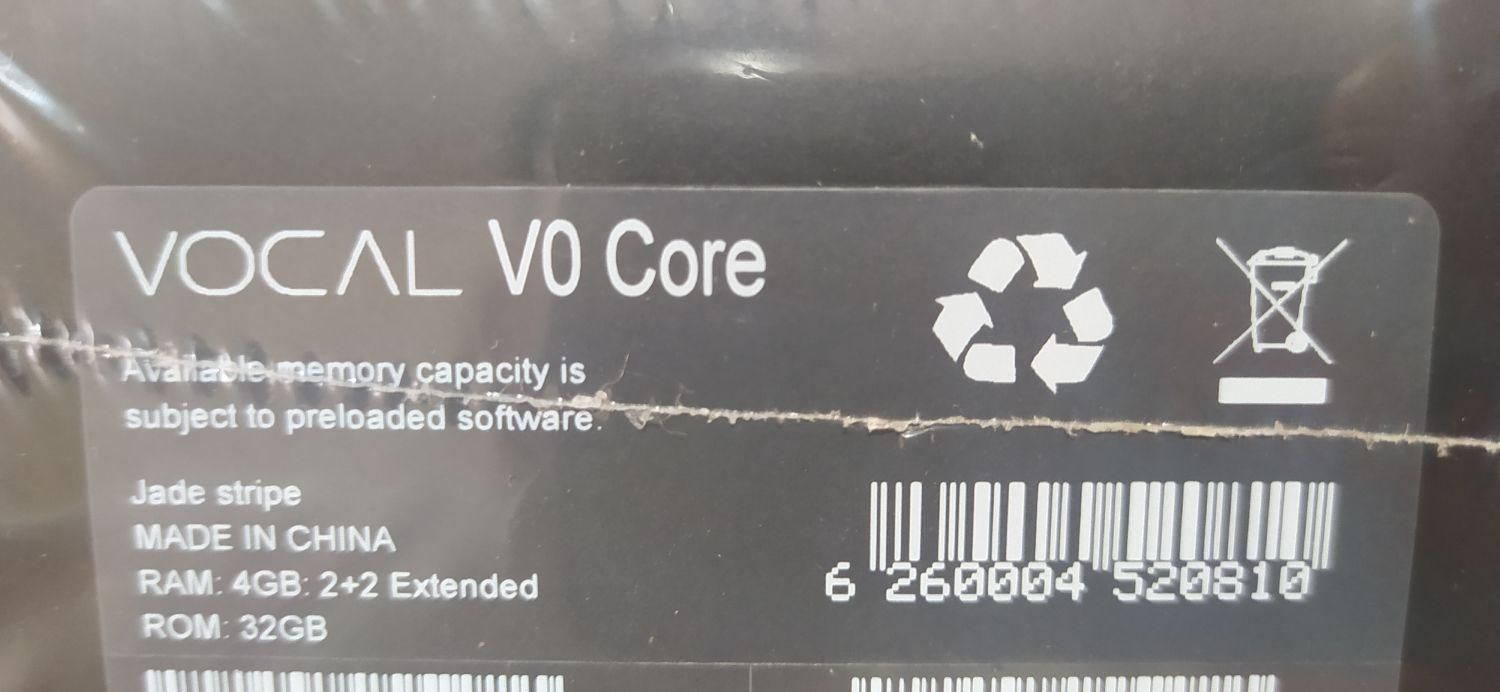 VOCAL V0 Core
Available memory capacity is
subject to preloaded software.
Jade stripe
MADE IN CHINA
RAM: 4GB: 2+2 Extended
ROM: 32GB
6 260004 520810